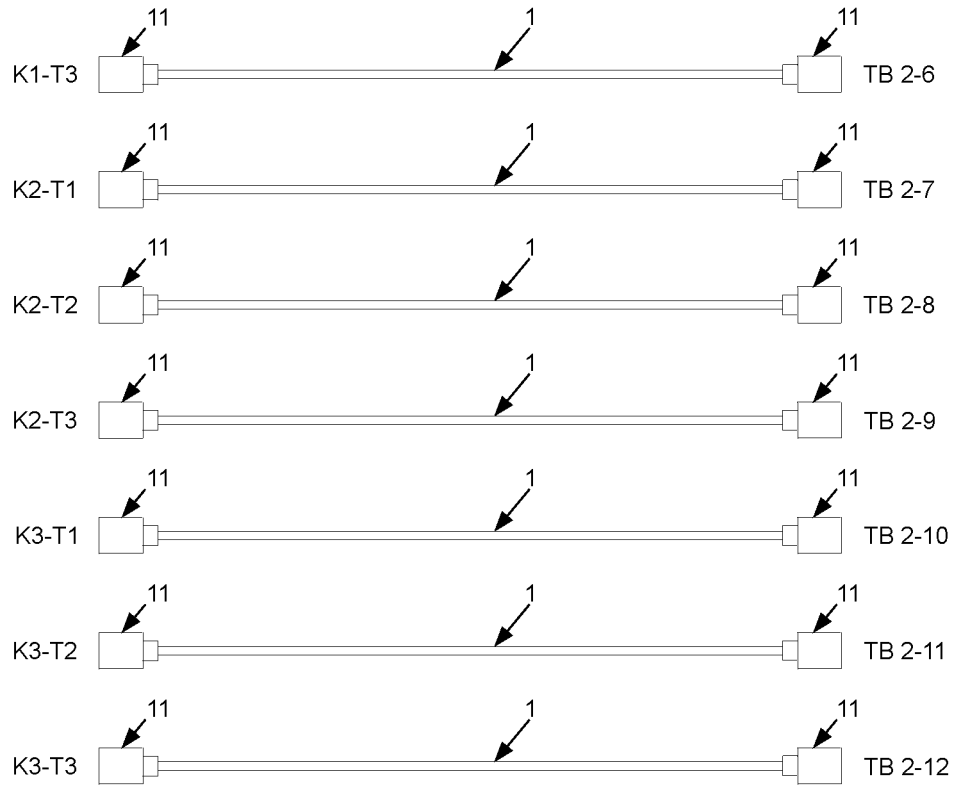 11 1 11
K1-T3 TB 2-6
11 1 11
K2-T1 TB 2-7
11 1 11
K2-T2 TB 2-8
11 1 11
K2-T3 TB 2-9
11 1 11
K3-T1 TB 2-10
11 1 11
K3-T2 TB 2-11
11 1 11
K3-T3 TB 2-12